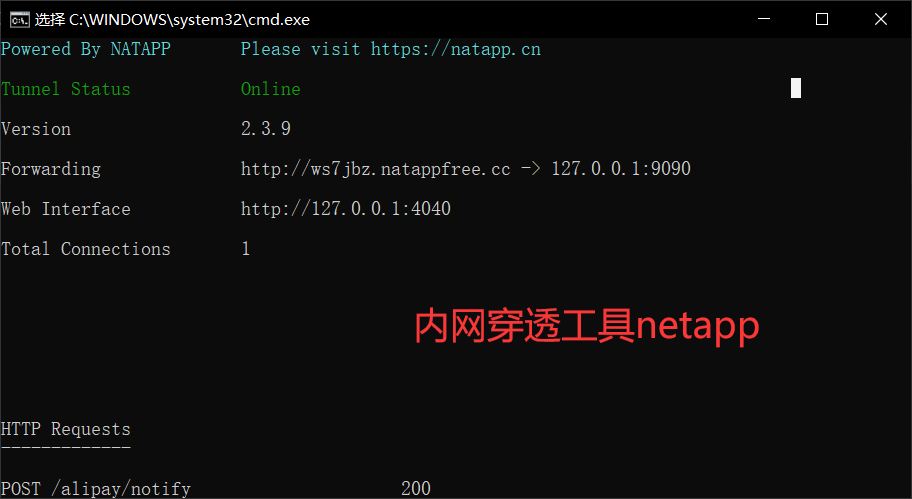 选择 C:\WINDOWS\system32\cmd.exe
Powered By NATAPP Please visit https://natapp.cn
Tunnel Status Online
Version 2.3.9
Forwarding http://ws7jbz.natappfree.cc -> 127.0.0.1:9090
Web Interface http://127.0.0.1:4040
Total Connections 1
内网穿透工具netapp
HTTP Requests
-------------
POST /alipay/notify 200